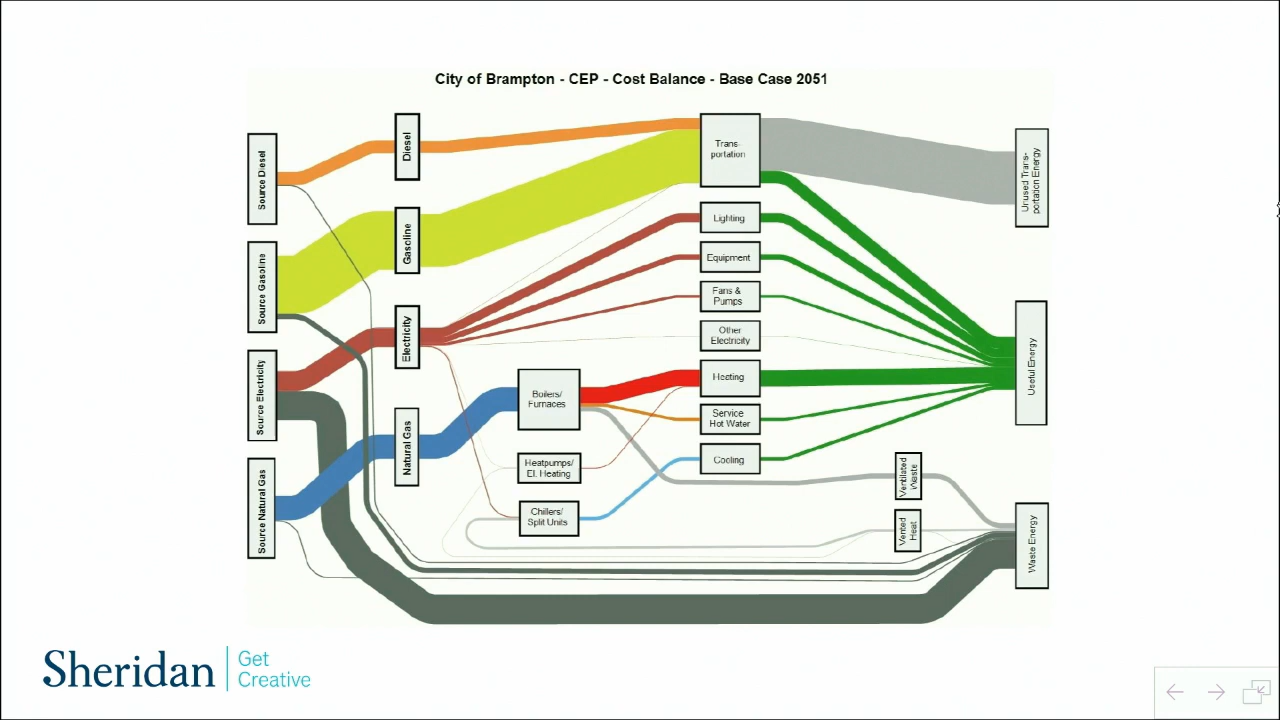 City of Brampton - CEP - Cost Balance - Base Case 2051
Source Diesel
Source Gasoline
Source Electricity
Source Natural Gas
Diesel
Gasoline
Electricity
Natural Gas
Boilers/
Furnaces
Heatpumps/
El. Heating
Chillers/
Split Units
Trans-
portation
Lighting
Equipment
Fans &
Pumps
Other
Electricity
Heating
Service
Hot Water
Cooling
Ventilated
Waste
Vented
Heat
Unused Trans-
portation Energy
Useful Energy
Waste Energy
Sheridan
Get
Creative